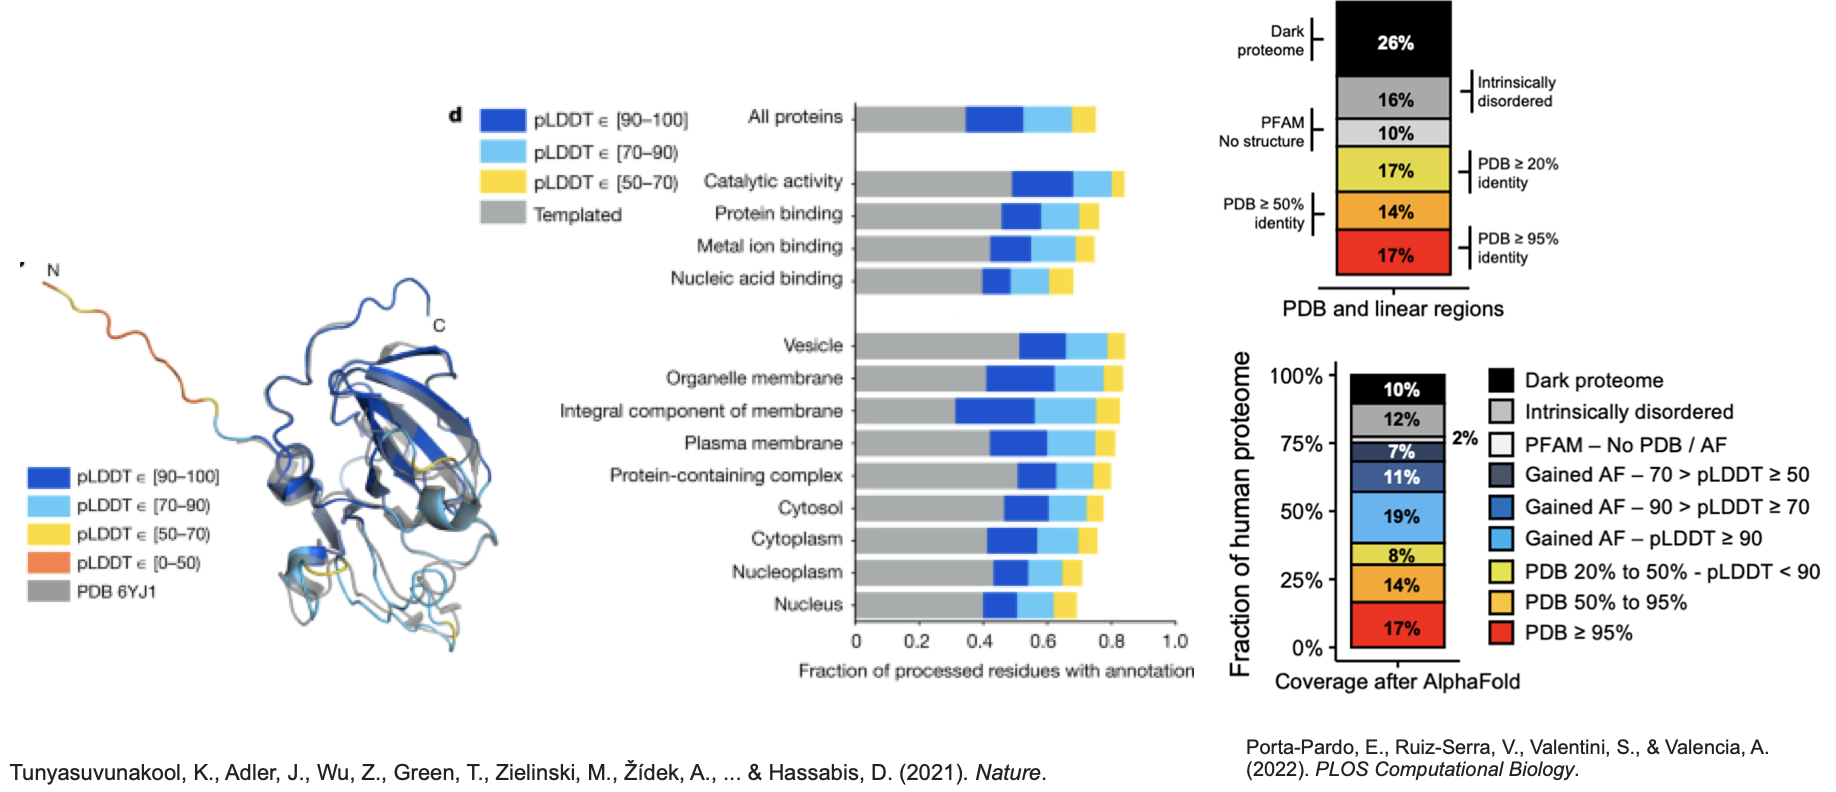 N
C
pLDDT ∈ [90–100]
pLDDT ∈ [70–90)
pLDDT ∈ [50–70)
pLDDT ∈ [0–50)
PDB 6YJ1
d
pLDDT ∈ [90–100]
pLDDT ∈ [70–90)
pLDDT ∈ [50–70)
Templated
All proteins
Catalytic activity
Protein binding
Metal ion binding
Nucleic acid binding
Vesicle
Organelle membrane
Integral component of membrane
Plasma membrane
Protein-containing complex
Cytosol
Cytoplasm
Nucleoplasm
Nucleus
0 0.2 0.4 0.6 0.8 1.0
Fraction of processed residues with annotation
Dark
proteome
26%
16%
Intrinsically
disordered
PFAM
No structure
10%
17%
PDB ≥ 20%
identity
PDB ≥ 50%
identity
14%
17%
PDB ≥ 95%
identity
PDB and linear regions
Fraction of human proteome
100%
75%
50%
25%
0%
10%
12%
2%
7%
11%
19%
8%
14%
17%
Coverage after AlphaFold
Dark proteome
Intrinsically disordered
PFAM – No PDB / AF
Gained AF – 70 > pLDDT ≥ 50
Gained AF – 90 > pLDDT ≥ 70
Gained AF – pLDDT ≥ 90
PDB 20% to 50% - pLDDT < 90
PDB 50% to 95%
PDB ≥ 95%
Tunyasuvunakool, K., Adler, J., Wu, Z., Green, T., Zielinski, M., Žídek, A., ... & Hassabis, D. (2021). Nature.
Porta-Pardo, E., Ruiz-Serra, V., Valentini, S., & Valencia, A.
(2022). PLOS Computational Biology.